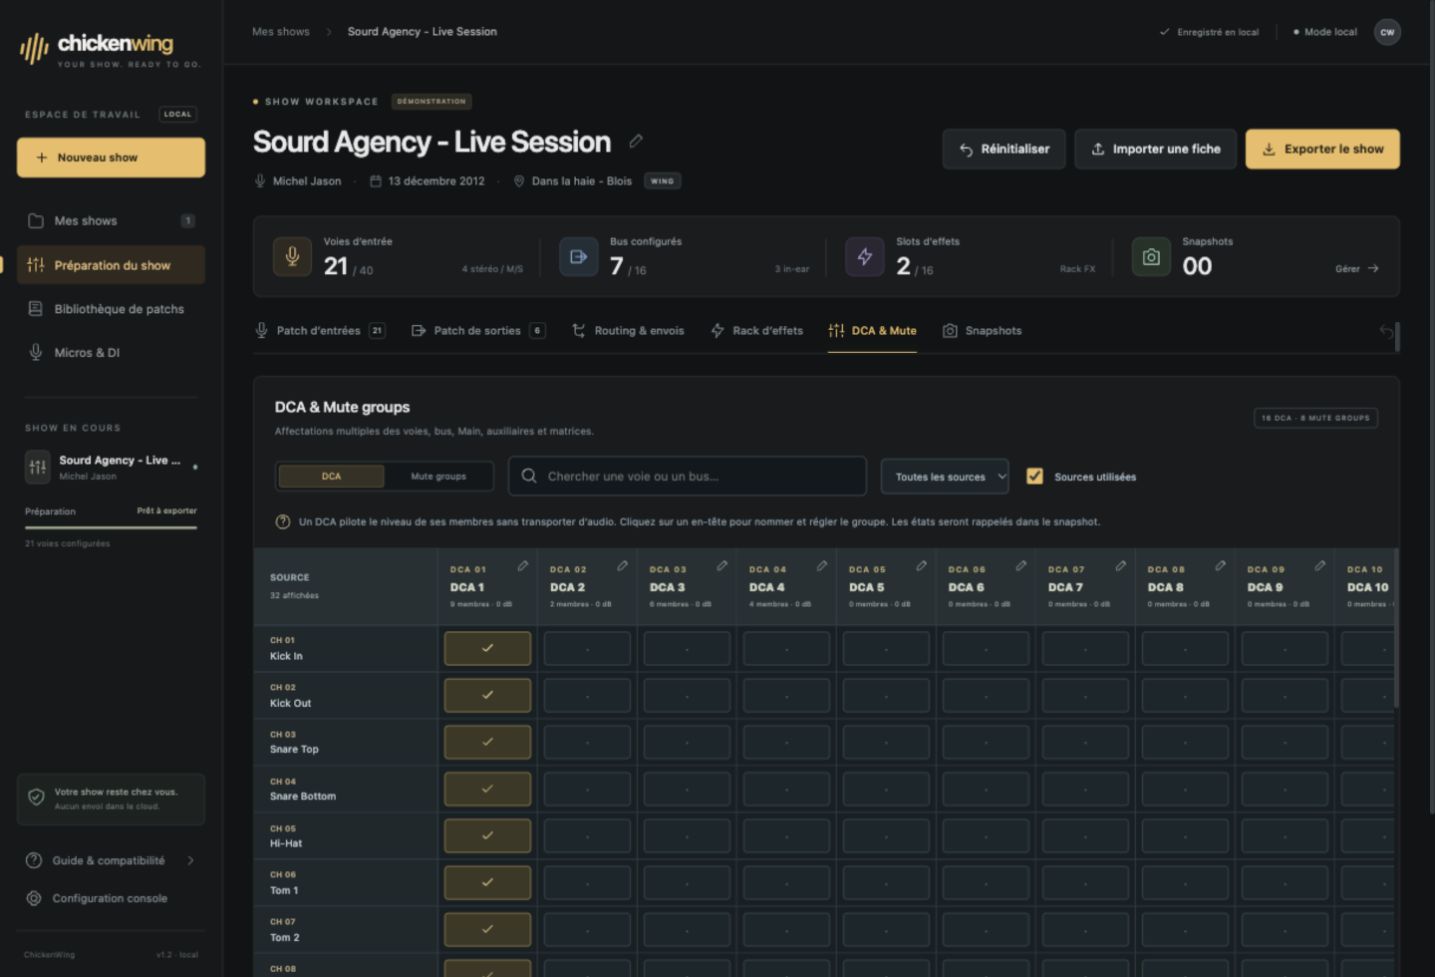 chickenwing
YOUR SHOW. READY TO GO.
ESPACE DE TRAVAIL LOCAL
+ Nouveau show
Mes shows 1
Préparation du show
Bibliothèque de patchs
Micros & DI
SHOW EN COURS
Sourd Agency - Live ...
Michel Jason
Préparation Prêt à exporter
21 voies configurées
Votre show reste chez vous.
Aucun envoi dans le cloud.
Guide & compatibilité
Configuration console
ChickenWing v1.2 · local
Mes shows > Sourd Agency - Live Session
Enregistré en local
Mode local
CW
SHOW WORKSPACE DÉMONSTRATION
Sourd Agency - Live Session
Michel Jason · 13 décembre 2012 · Dans la haie - Blois WING
Réinitialiser
Importer une fiche
Exporter le show
Voies d'entrée
21 / 40 4 stéréo / M/S
Bus configurés
7 / 16 3 in-ear
Slots d'effets
2 / 16 Rack FX
Snapshots
00 Gérer →
Patch d'entrées 21
Patch de sorties 6
Routing & envois
Rack d'effets
DCA & Mute
Snapshots
DCA & Mute groups
Affectations multiples des voies, bus, Main, auxiliaires et matrices.
16 DCA · 8 MUTE GROUPS
DCA Mute groups
Chercher une voie ou un bus...
Toutes les sources
Sources utilisées
Un DCA pilote le niveau de ses membres sans transporter d'audio. Cliquez sur un en-tête pour nommer et régler le groupe. Les états seront rappelés dans le snapshot.
SOURCE
32 affichées
DCA 01
DCA 1
9 membres · 0 dB
DCA 02
DCA 2
2 membres · 0 dB
DCA 03
DCA 3
6 membres · 0 dB
DCA 04
DCA 4
4 membres · 0 dB
DCA 05
DCA 5
0 membres · 0 dB
DCA 06
DCA 6
0 membres · 0 dB
DCA 07
DCA 7
0 membres · 0 dB
DCA 08
DCA 8
0 membres · 0 dB
DCA 09
DCA 9
0 membres · 0 dB
DCA 10
DCA 10
0 membres ·
CH 01
Kick In
CH 02
Kick Out
CH 03
Snare Top
CH 04
Snare Bottom
CH 05
Hi-Hat
CH 06
Tom 1
CH 07
Tom 2
CH 08